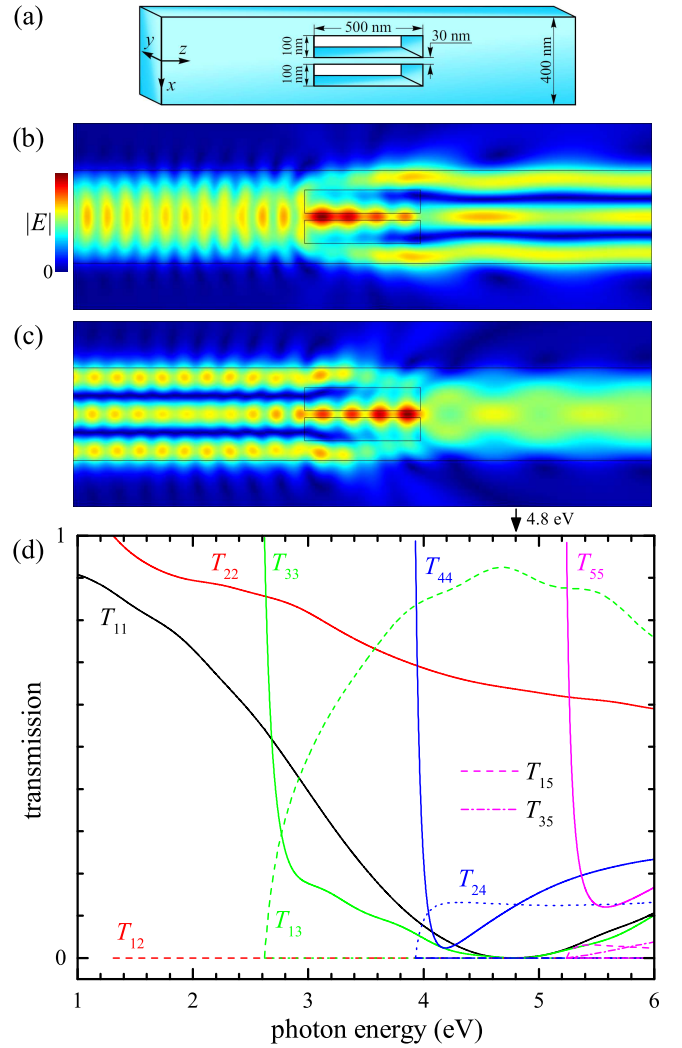 (a)
500 nm
30 nm
100 nm
100 nm
400 nm
y
z
x
(b)
|E|
0
(c)
4.8 eV
(d)
1
T22
T33
T44
T55
T11
transmission
T15
T35
T24
T12
T13
0
1 2 3 4 5 6
photon energy (eV)